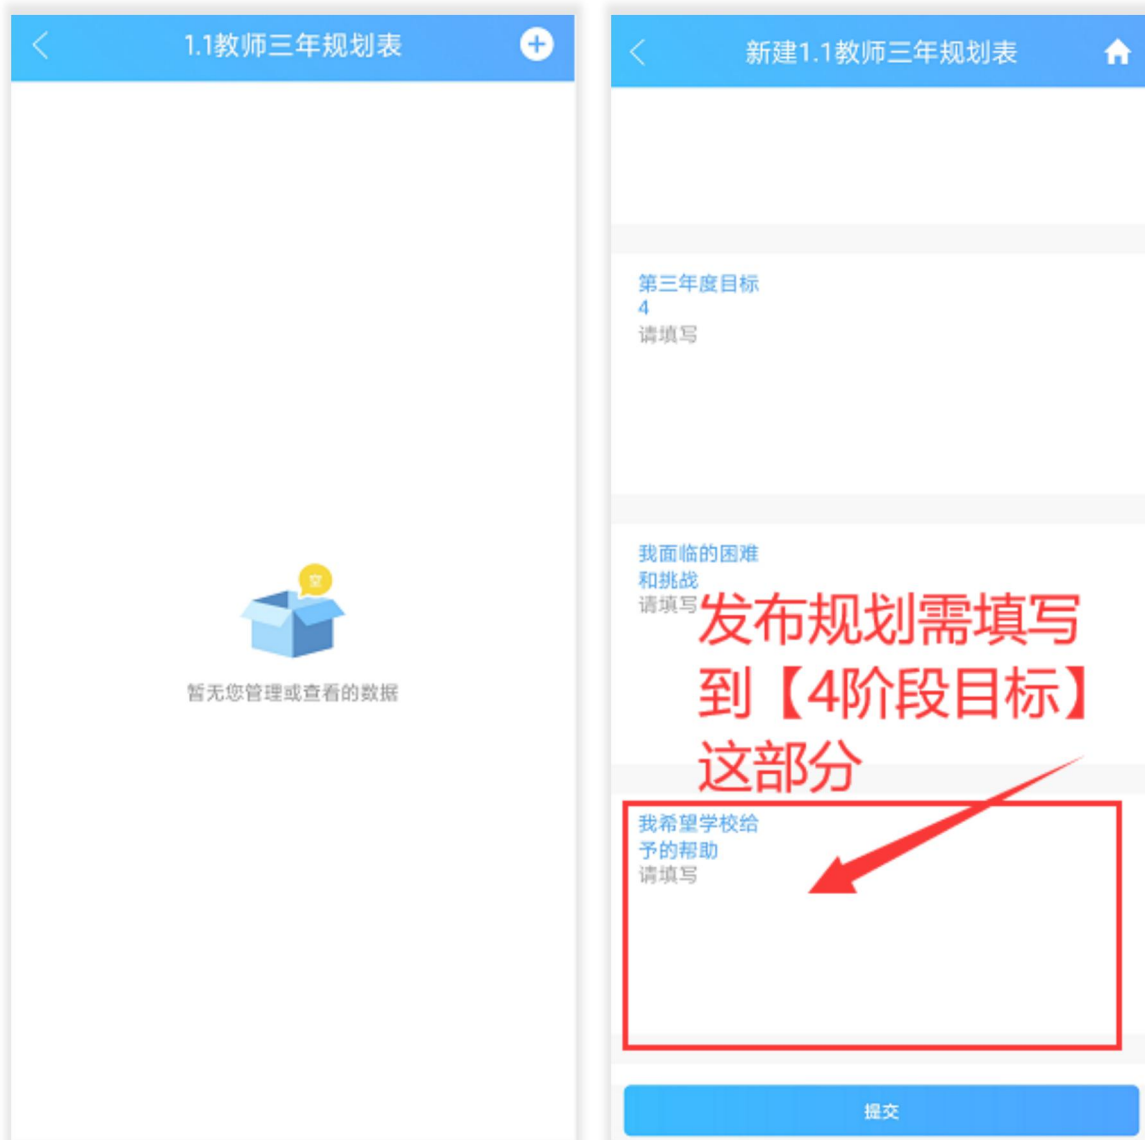 1.1教师三年规划表
空
暂无您管理或查看的数据
新建1.1教师三年规划表
第三年度目标
4
请填写
我面临的困难
和挑战
请填写
发布规划需填写
到【4阶段目标】
这部分
我希望学校给
予的帮助
请填写
提交